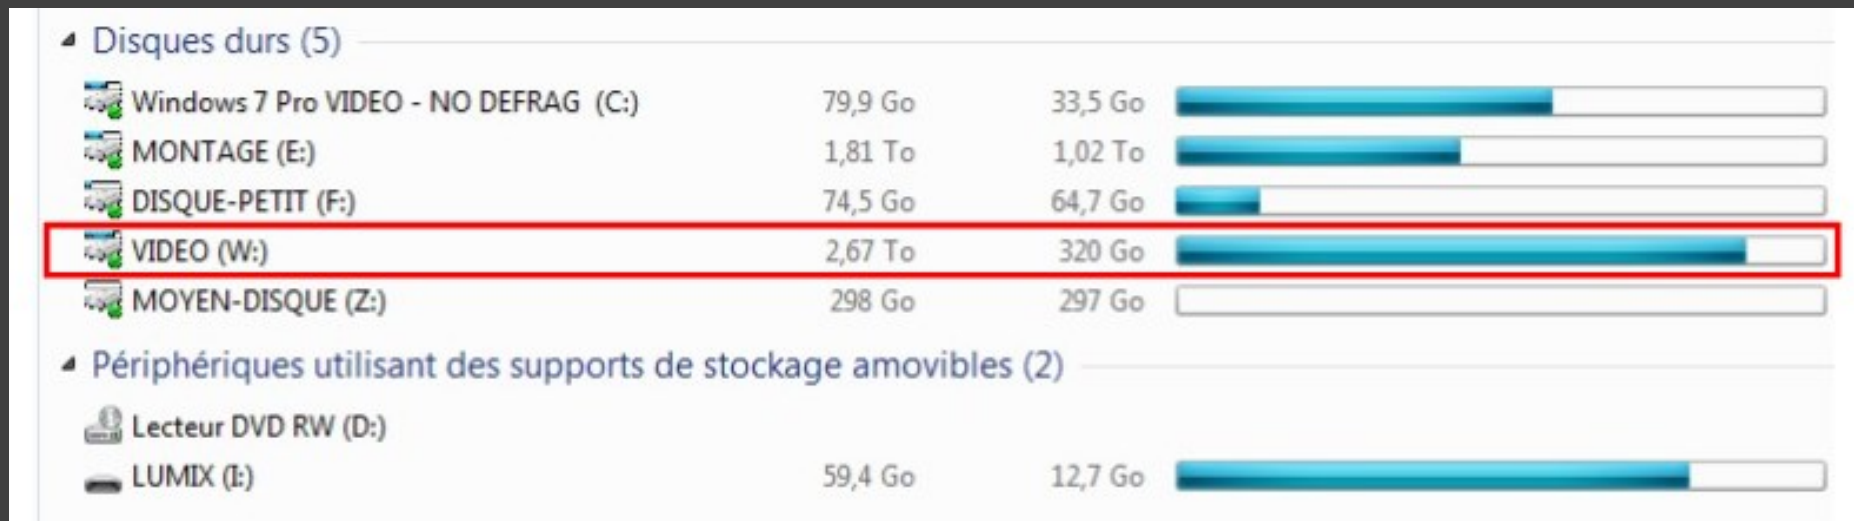 Disques durs (5)
Windows 7 Pro VIDEO - NO DEFRAG (C:) 79,9 Go 33,5 Go
MONTAGE (E:) 1,81 To 1,02 To
DISQUE-PETIT (F:) 74,5 Go 64,7 Go
VIDEO (W:) 2,67 To 320 Go
MOYEN-DISQUE (Z:) 298 Go 297 Go
Périphériques utilisant des supports de stockage amovibles (2)
Lecteur DVD RW (D:)
LUMIX (I:) 59,4 Go 12,7 Go